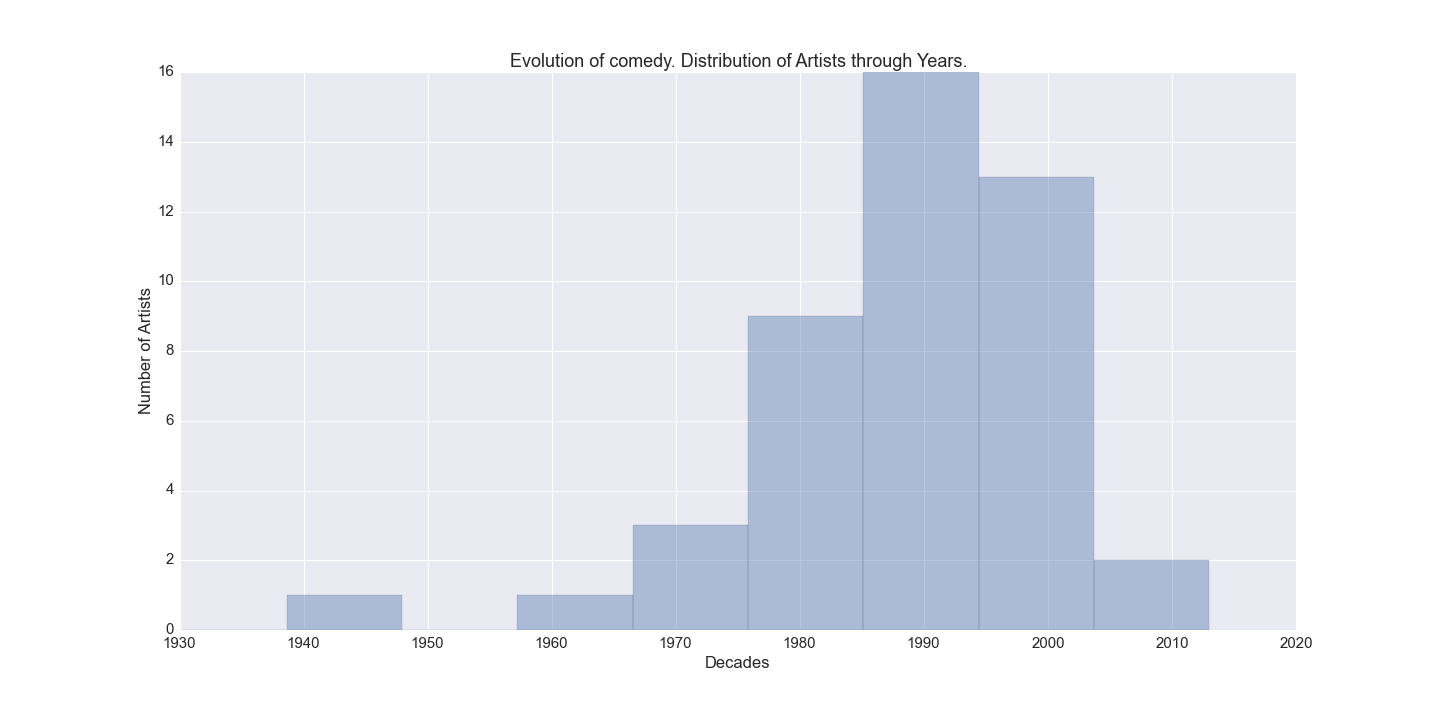 Evolution of comedy. Distribution of Artists through Years.
16
14
12
10
8
6
4
2
0
Number of Artists
1930 1940 1950 1960 1970 1980 1990 2000 2010 2020
Decades